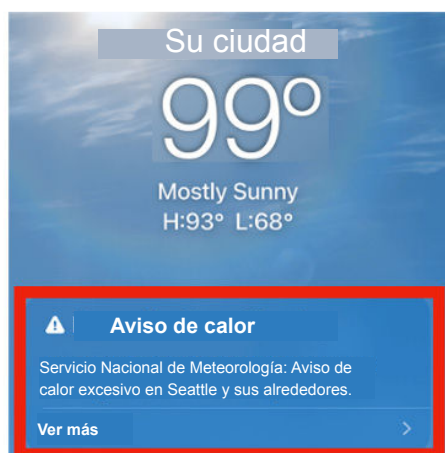 Su ciudad
99°
Mostly Sunny
H:93° L:68°
Aviso de calor
Servicio Nacional de Meteorología: Aviso de
calor excesivo en Seattle y sus alrededores.
Ver más